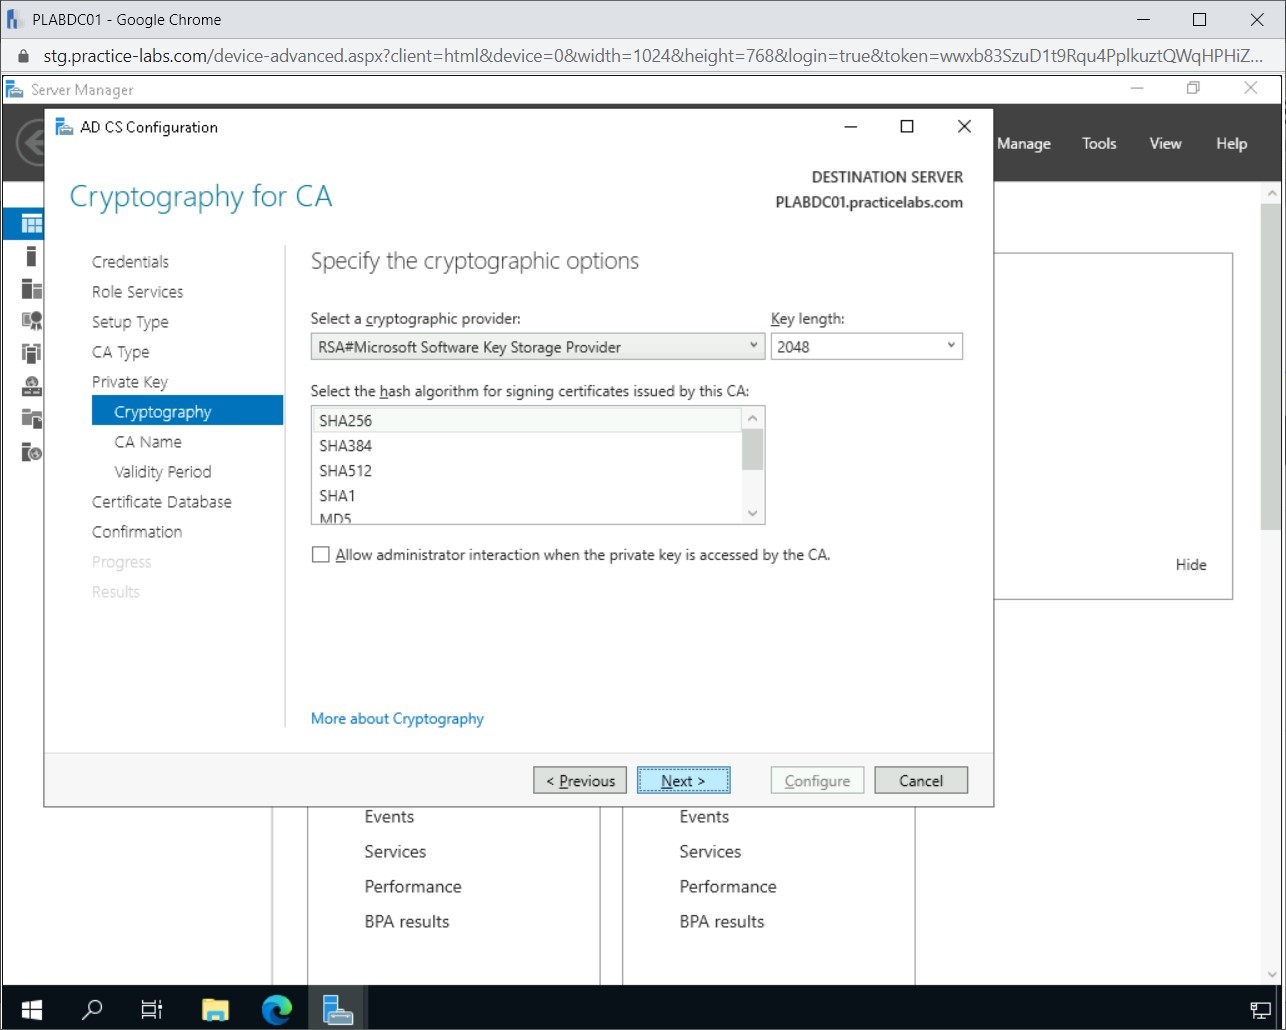 PLABDC01 - Google Chrome
stg.practice-labs.com/device-advanced.aspx?client=html&device=0&width=1024&height=768&login=true&token=wwxb83SzuD1t9Rqu4PplkuztQWqHPHiZ...
Server Manager
Manage Tools View Help
AD CS Configuration
Cryptography for CA
DESTINATION SERVER
PLABDC01.practicelabs.com
Credentials
Role Services
Setup Type
CA Type
Private Key
Cryptography
CA Name
Validity Period
Certificate Database
Confirmation
Progress
Results
Specify the cryptographic options
Select a cryptographic provider:
Key length:
RSA#Microsoft Software Key Storage Provider
2048
Select the hash algorithm for signing certificates issued by this CA:
SHA256
SHA384
SHA512
SHA1
MD5
Allow administrator interaction when the private key is accessed by the CA.
More about Cryptography
< Previous
Next >
Configure
Cancel
Hide
Events
Services
Performance
BPA results
Events
Services
Performance
BPA results